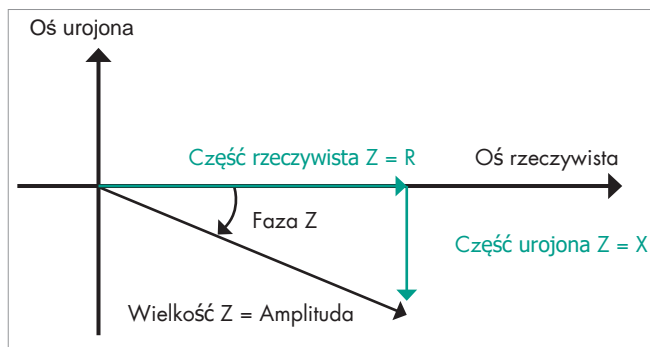 Oś urojona
Część rzeczywista Z = R
Oś rzeczywista
Faza Z
Część urojona Z = X
Wielkość Z = Amplituda